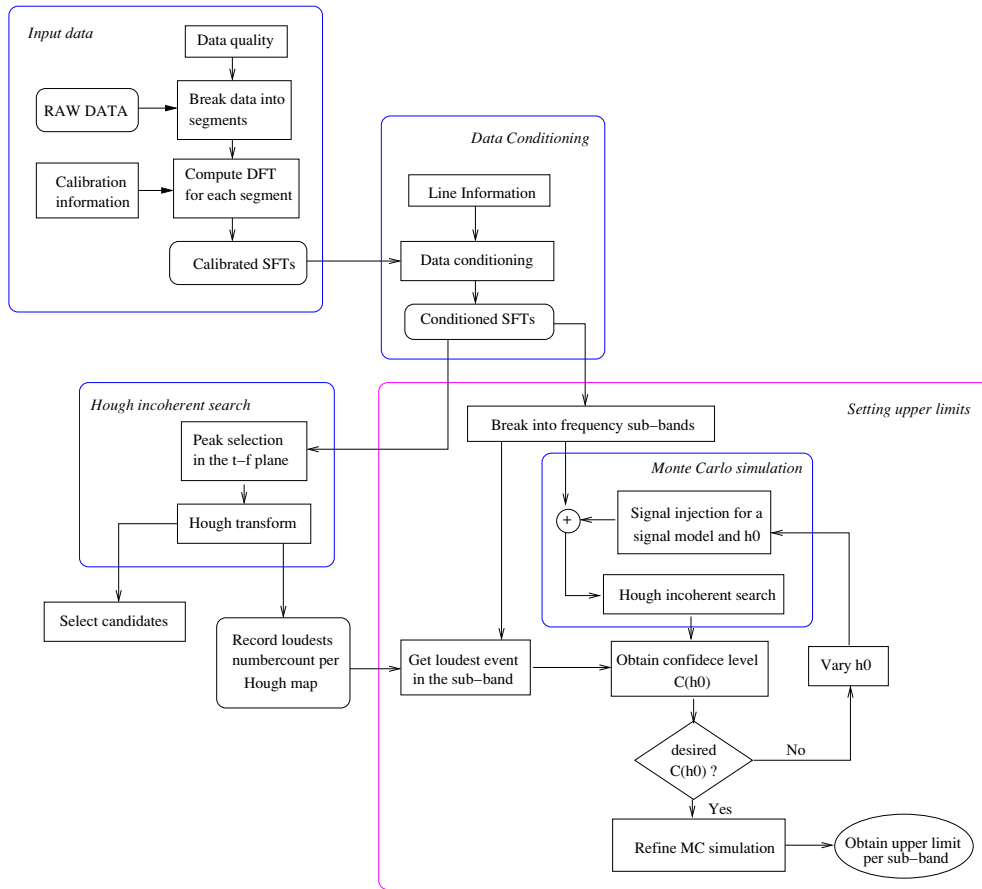 Input data
Data quality
RAW DATA
Break data into
segments
Calibration
information
Compute DFT
for each segment
Calibrated SFTs
Data Conditioning
Line Information
Data conditioning
Conditioned SFTs
Hough incoherent search
Peak selection
in the t−f plane
Hough transform
Select candidates
Record loudests
numbercount per
Hough map
Setting upper limits
Break into frequency sub−bands
Monte Carlo simulation
+
Signal injection for a
signal model and h0
Hough incoherent search
Get loudest event
in the sub−band
Obtain confidece level
C(h0)
Vary h0
desired
C(h0) ?
No
Yes
Refine MC simulation
Obtain upper limit
per sub−band